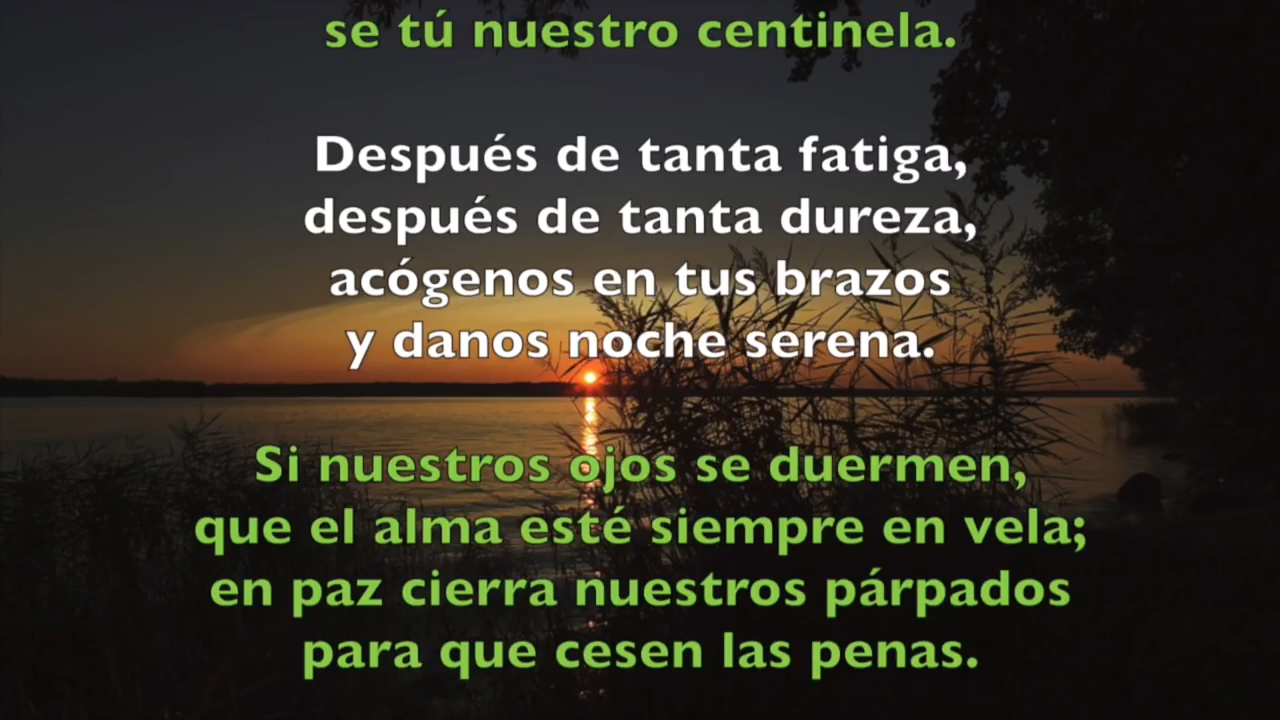 se tú nuestro centinela.
Después de tanta fatiga,
después de tanta dureza,
acógenos en tus brazos
y danos noche serena.
Si nuestros ojos se duermen,
que el alma esté siempre en vela;
en paz cierra nuestros párpados
para que cesen las penas.